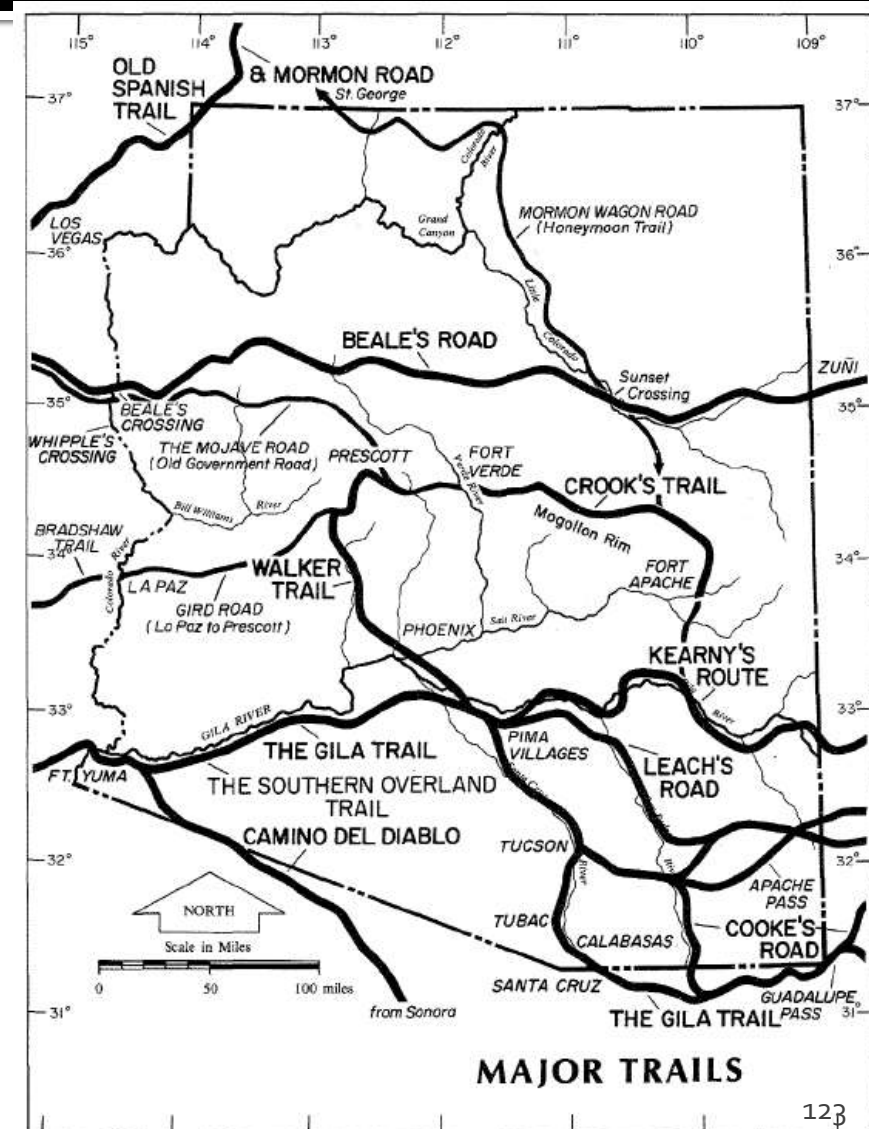 115°
114°
113°
112°
111°
110°
109°
OLD
SPANISH
TRAIL
& MORMON ROAD
St. George
37°
37°
Colorado
River
MORMON WAGON ROAD
(Honeymoon Trail)
Grand
Canyon
LOS
VEGAS
36°
36°
Little
Colorado
BEALE'S ROAD
ZUÑI
Sunset
Crossing
35°
35°
BEALE'S
CROSSING
WHIPPLE'S
CROSSING
THE MOJAVE ROAD
(Old Government Road)
PRESCOTT
FORT
VERDE
Verde River
CROOK'S TRAIL
Bill Williams
River
Mogollon Rim
BRADSHAW
TRAIL
34°
34°
Colorado
River
LA PAZ
WALKER
TRAIL
FORT
APACHE
GIRD ROAD
(La Paz to Prescott)
PHOENIX
Salt River
KEARNY'S
ROUTE
River
33°
33°
GILA RIVER
THE GILA TRAIL
PIMA
VILLAGES
LEACH'S
ROAD
FT. YUMA
THE SOUTHERN OVERLAND
TRAIL
CAMINO DEL DIABLO
TUCSON
River
32°
32°
APACHE
PASS
NORTH
Scale in Miles
0
50
100 miles
TUBAC
CALABASAS
COOKE'S
ROAD
SANTA CRUZ
GUADALUPE
PASS
31°
31°
from Sonora
THE GILA TRAIL
MAJOR TRAILS
123